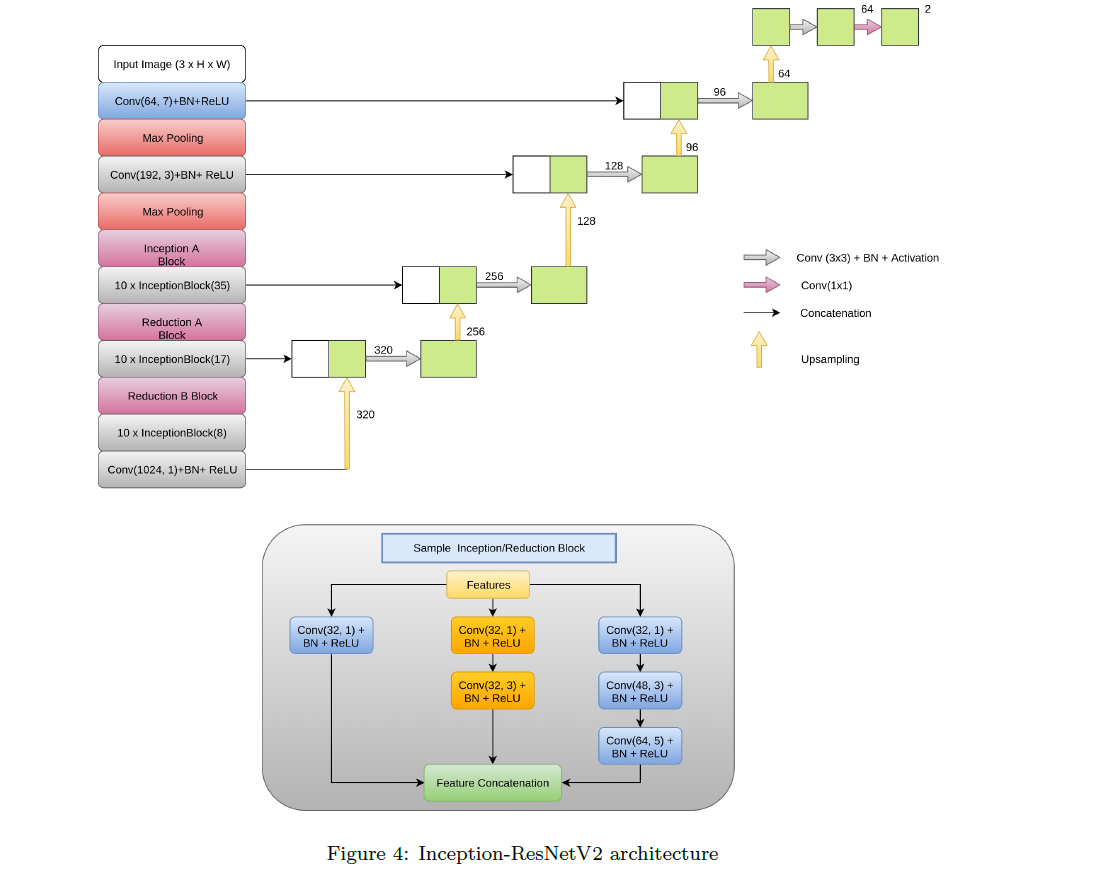 Input Image (3 x H x W)
Conv(64, 7)+BN+ReLU
Max Pooling
Conv(192, 3)+BN+ ReLU
Max Pooling
Inception A
Block
10 x InceptionBlock(35)
Reduction A
Block
10 x InceptionBlock(17)
Reduction B Block
10 x InceptionBlock(8)
Conv(1024, 1)+BN+ ReLU
320
320
256
256
128
128
96
96
64
64
2
Conv (3x3) + BN + Activation
Conv(1x1)
Concatenation
Upsampling
Sample Inception/Reduction Block
Features
Conv(32, 1) +
BN + ReLU
Conv(32, 1) +
BN + ReLU
Conv(32, 3) +
BN + ReLU
Conv(32, 1) +
BN + ReLU
Conv(48, 3) +
BN + ReLU
Conv(64, 5) +
BN + ReLU
Feature Concatenation
Figure 4: Inception-ResNetV2 architecture